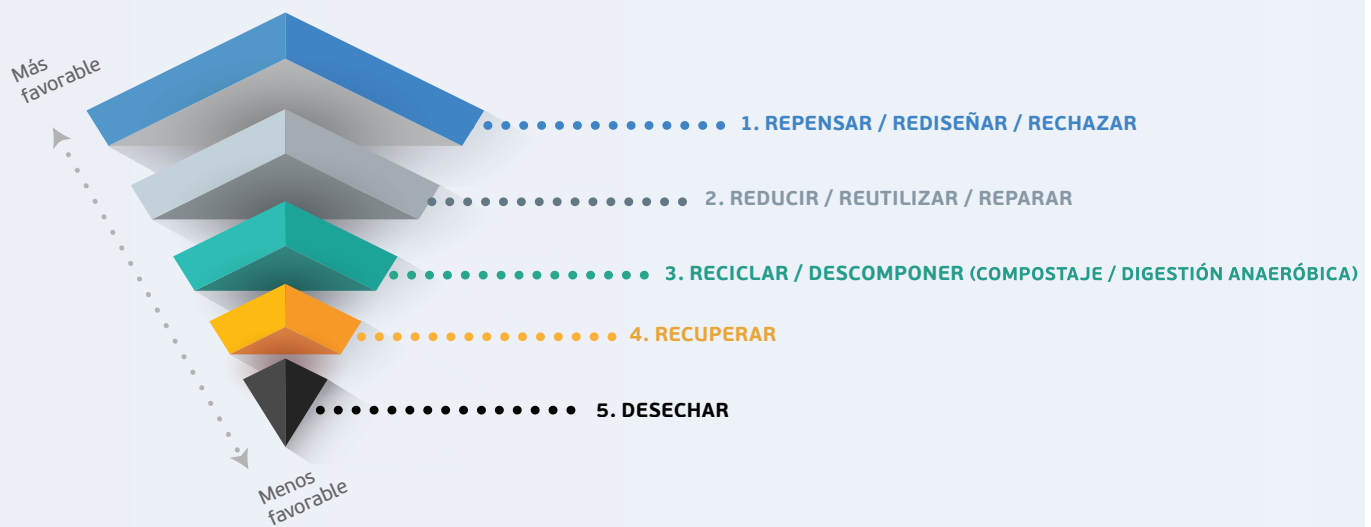 Más
favorable
1. REPENSAR / REDISEÑAR / RECHAZAR
2. REDUCIR / REUTILIZAR / REPARAR
3. RECICLAR / DESCOMPONER (COMPOSTAJE / DIGESTIÓN ANAERÓBICA)
4. RECUPERAR
5. DESECHAR
Menos
favorable